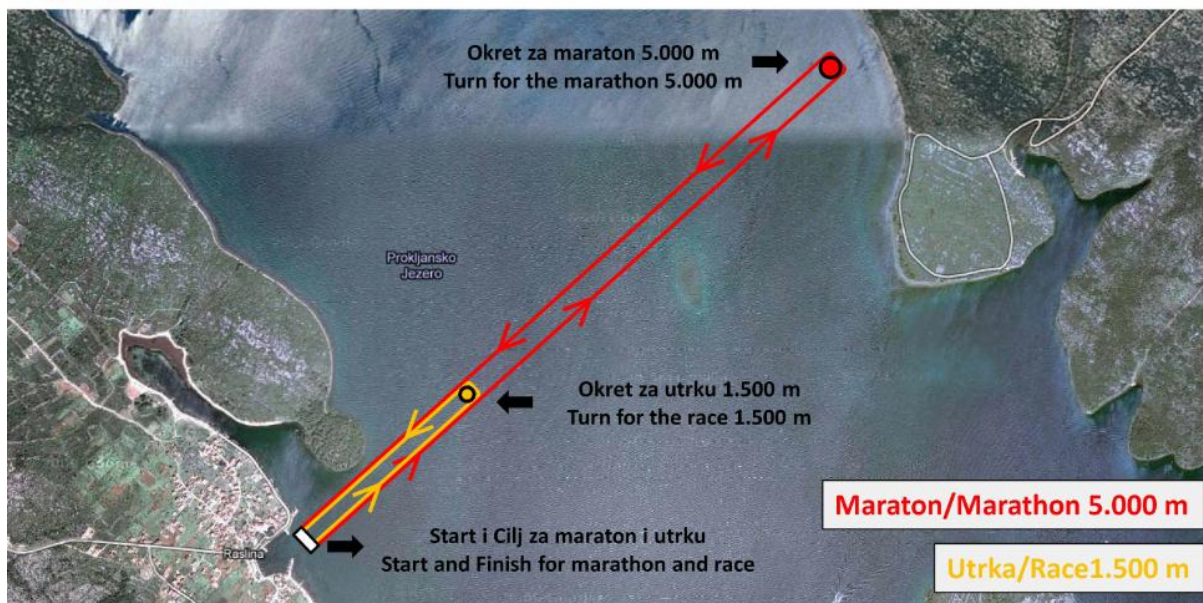 Okret za maraton 5.000 m
Turn for the marathon 5.000 m
Prokljansko
Jezero
Okret za utrku 1.500 m
Turn for the race 1.500 m
Maraton/Marathon 5.000 m
Start i Cilj za maraton i utrku
Start and Finish for marathon and race
Raslina
Utrka/Race1.500 m